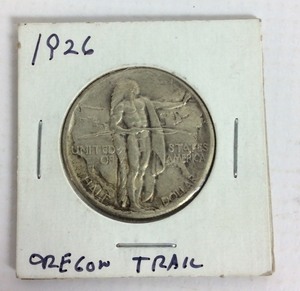 1926
UNITED STATES
OF AMERICA
HALF DOLLAR
OREGON TRAIL